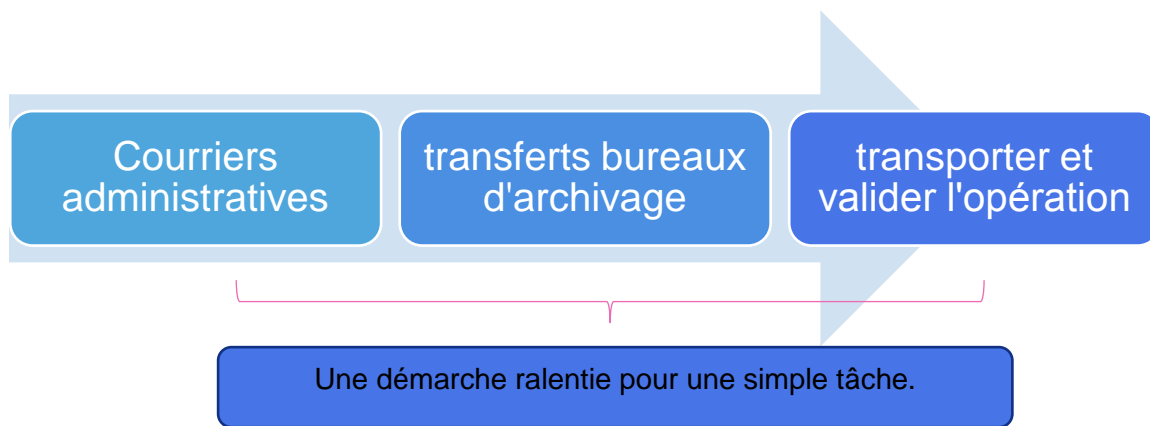 Courriers
administratives
transferts bureaux
d'archivage
transporter et
valider l'opération
Une démarche ralentie pour une simple tâche.